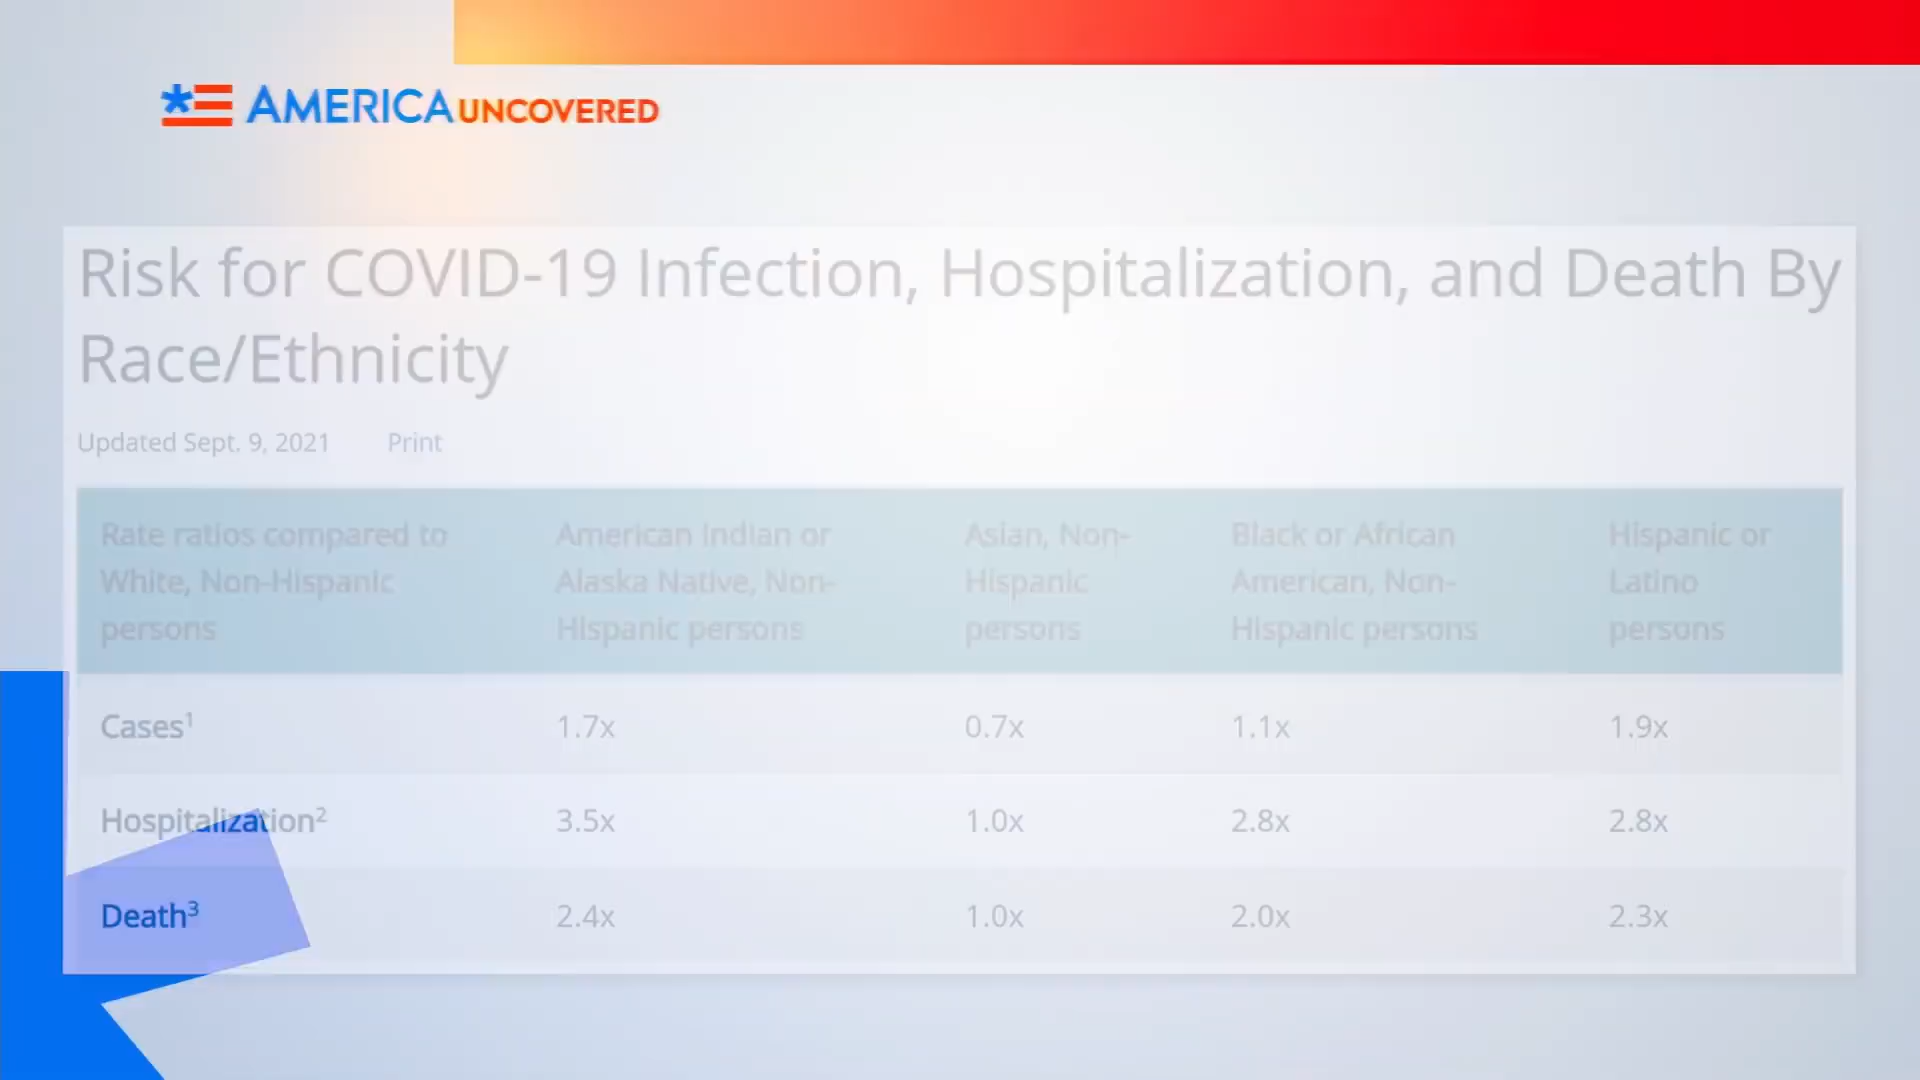 AMERICA UNCOVERED
Risk for COVID-19 Infection, Hospitalization, and Death By
Race/Ethnicity
Updated Sept. 9, 2021 Print
Rate ratios compared to
White, Non-Hispanic
persons
American Indian or
Alaska Native, Non-
Hispanic persons
Asian, Non-
Hispanic
persons
Black or African
American, Non-
Hispanic persons
Hispanic or
Latino
persons
Cases¹ 1.7x 0.7x 1.1x 1.9x
Hospitalization² 3.5x 1.0x 2.8x 2.8x
Death³ 2.4x 1.0x 2.0x 2.3x